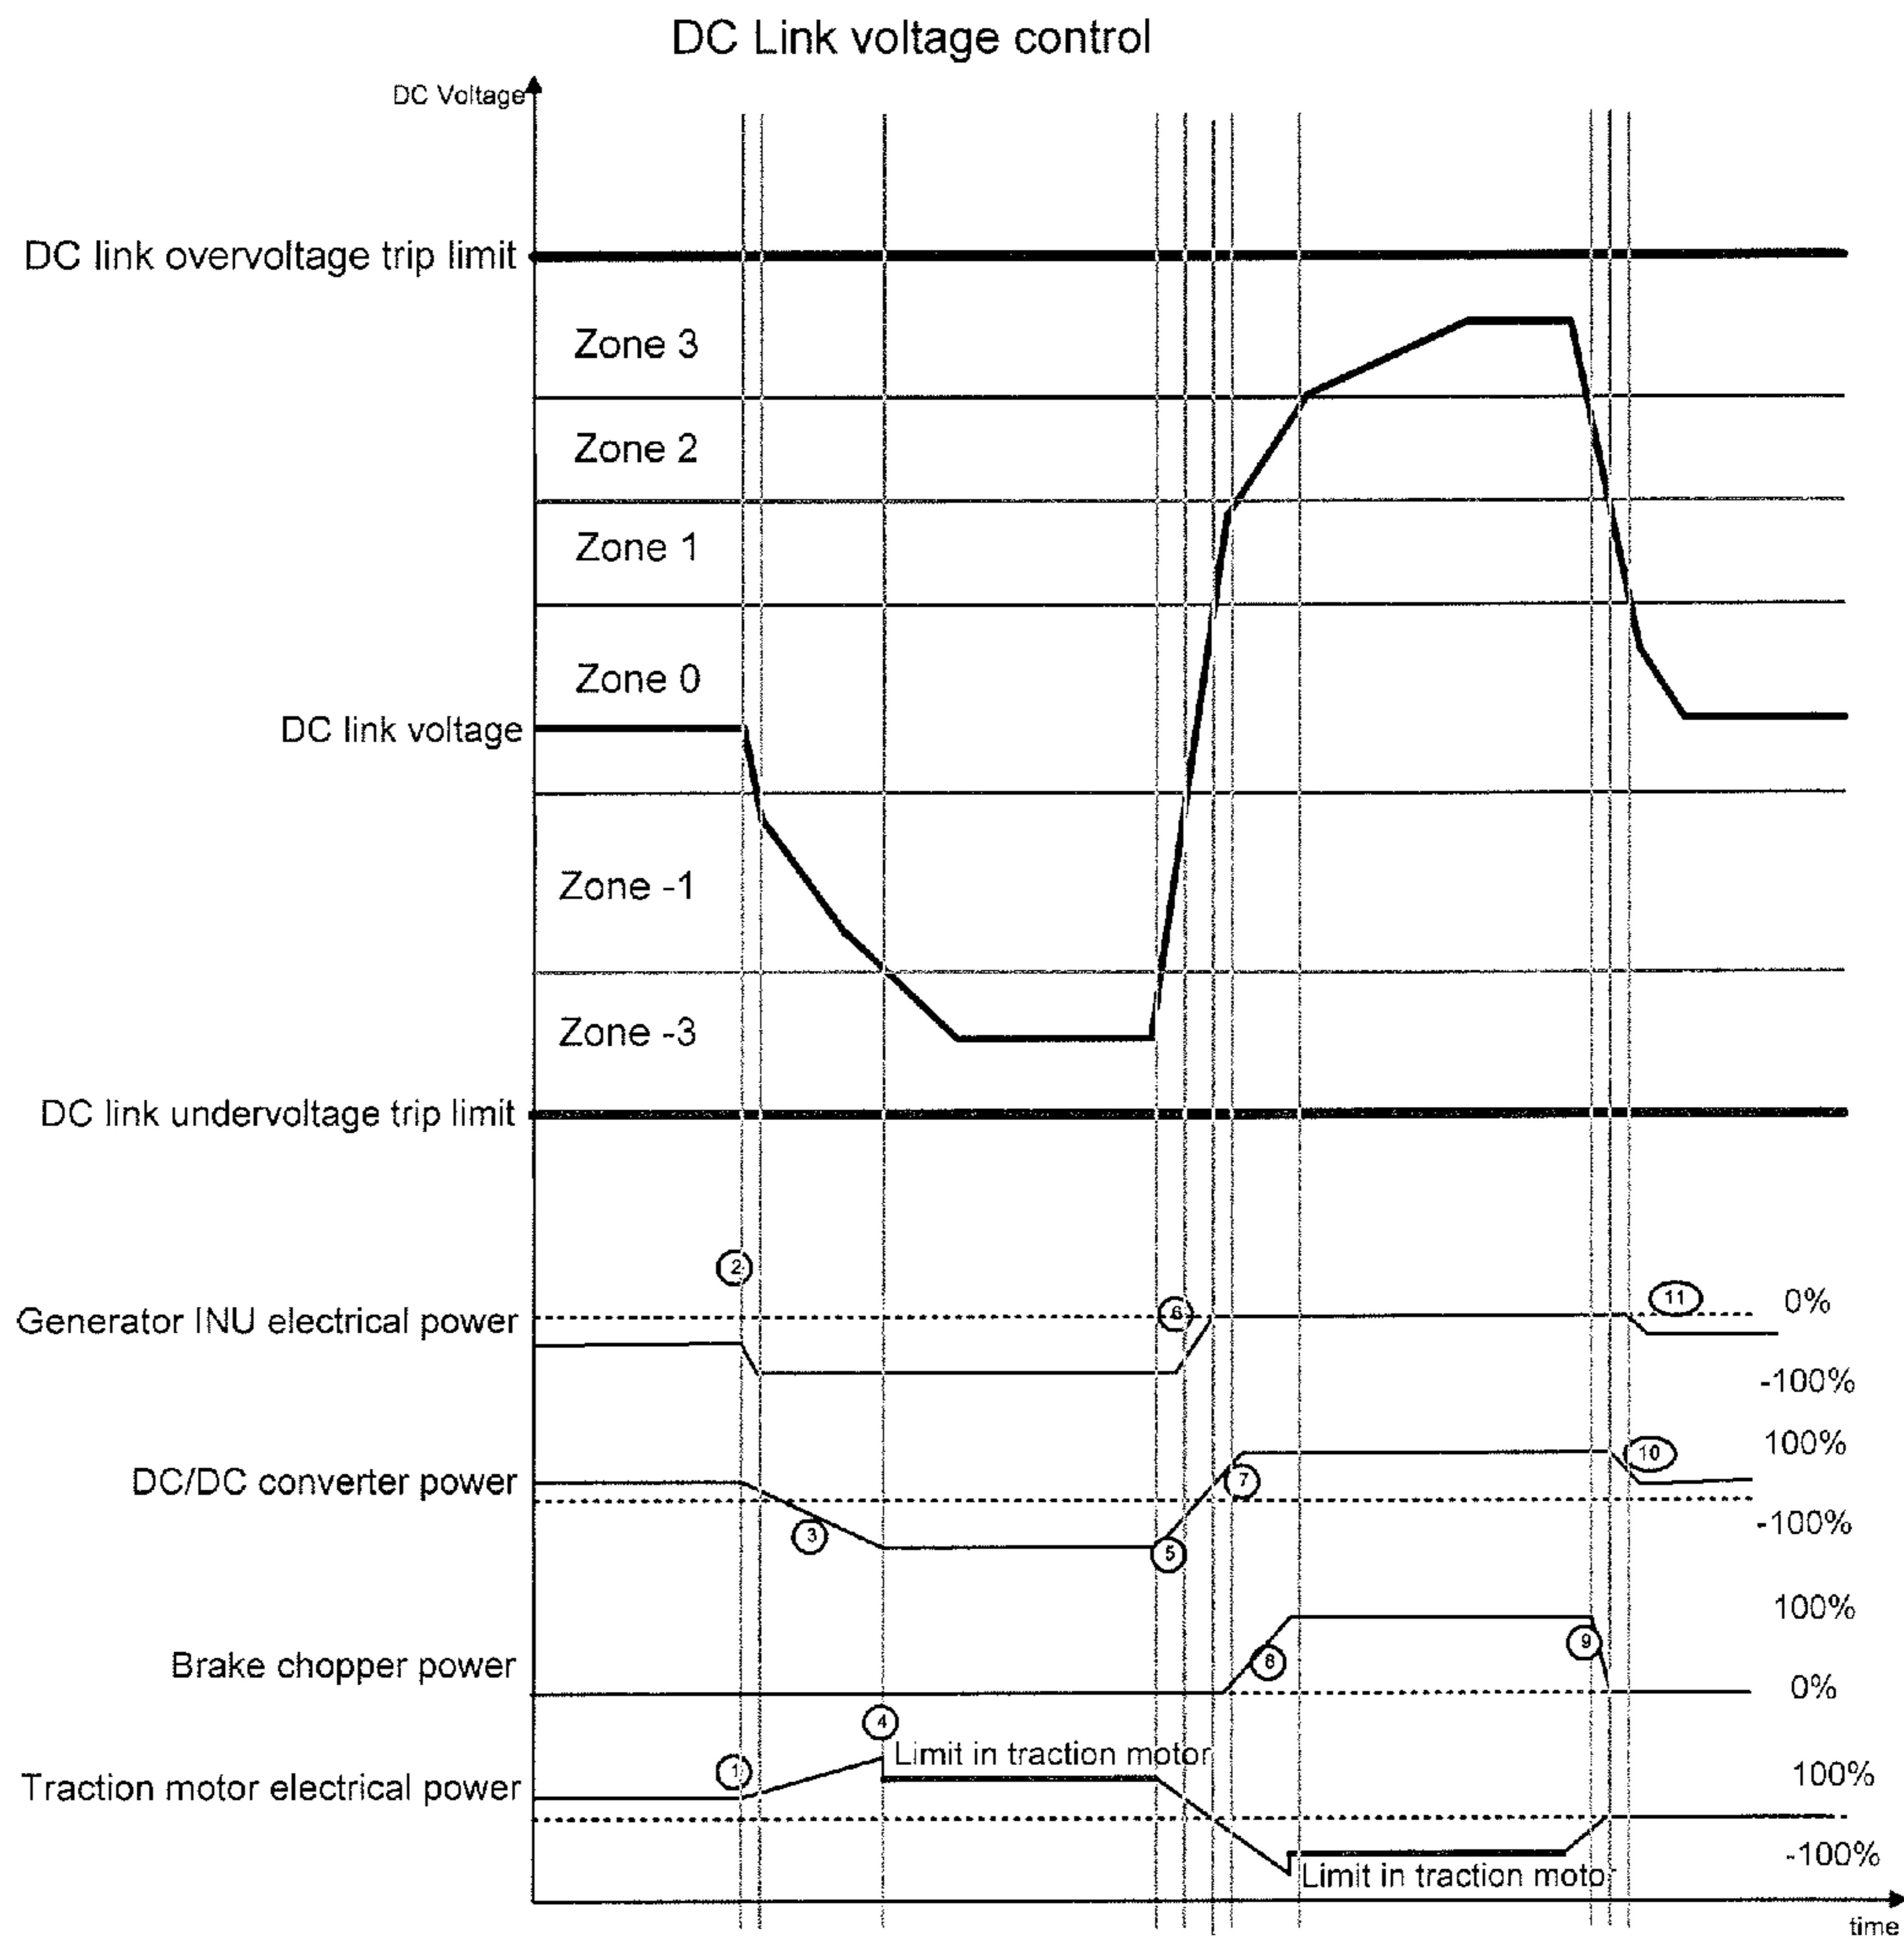 DC Link voltage control
DC Voltage
DC link overvoltage trip limit
Zone 3
Zone 2
Zone 1
Zone 0
DC link voltage
Zone -1
Zone -3
DC link undervoltage trip limit
2
6
11
0%
Generator INU electrical power
-100%
100%
10
DC/DC converter power
7
-100%
3
5
100%
9
Brake chopper power
8
0%
4
Limit in traction motor
1
Traction motor electrical power
100%
-100%
Limit in traction motor
time